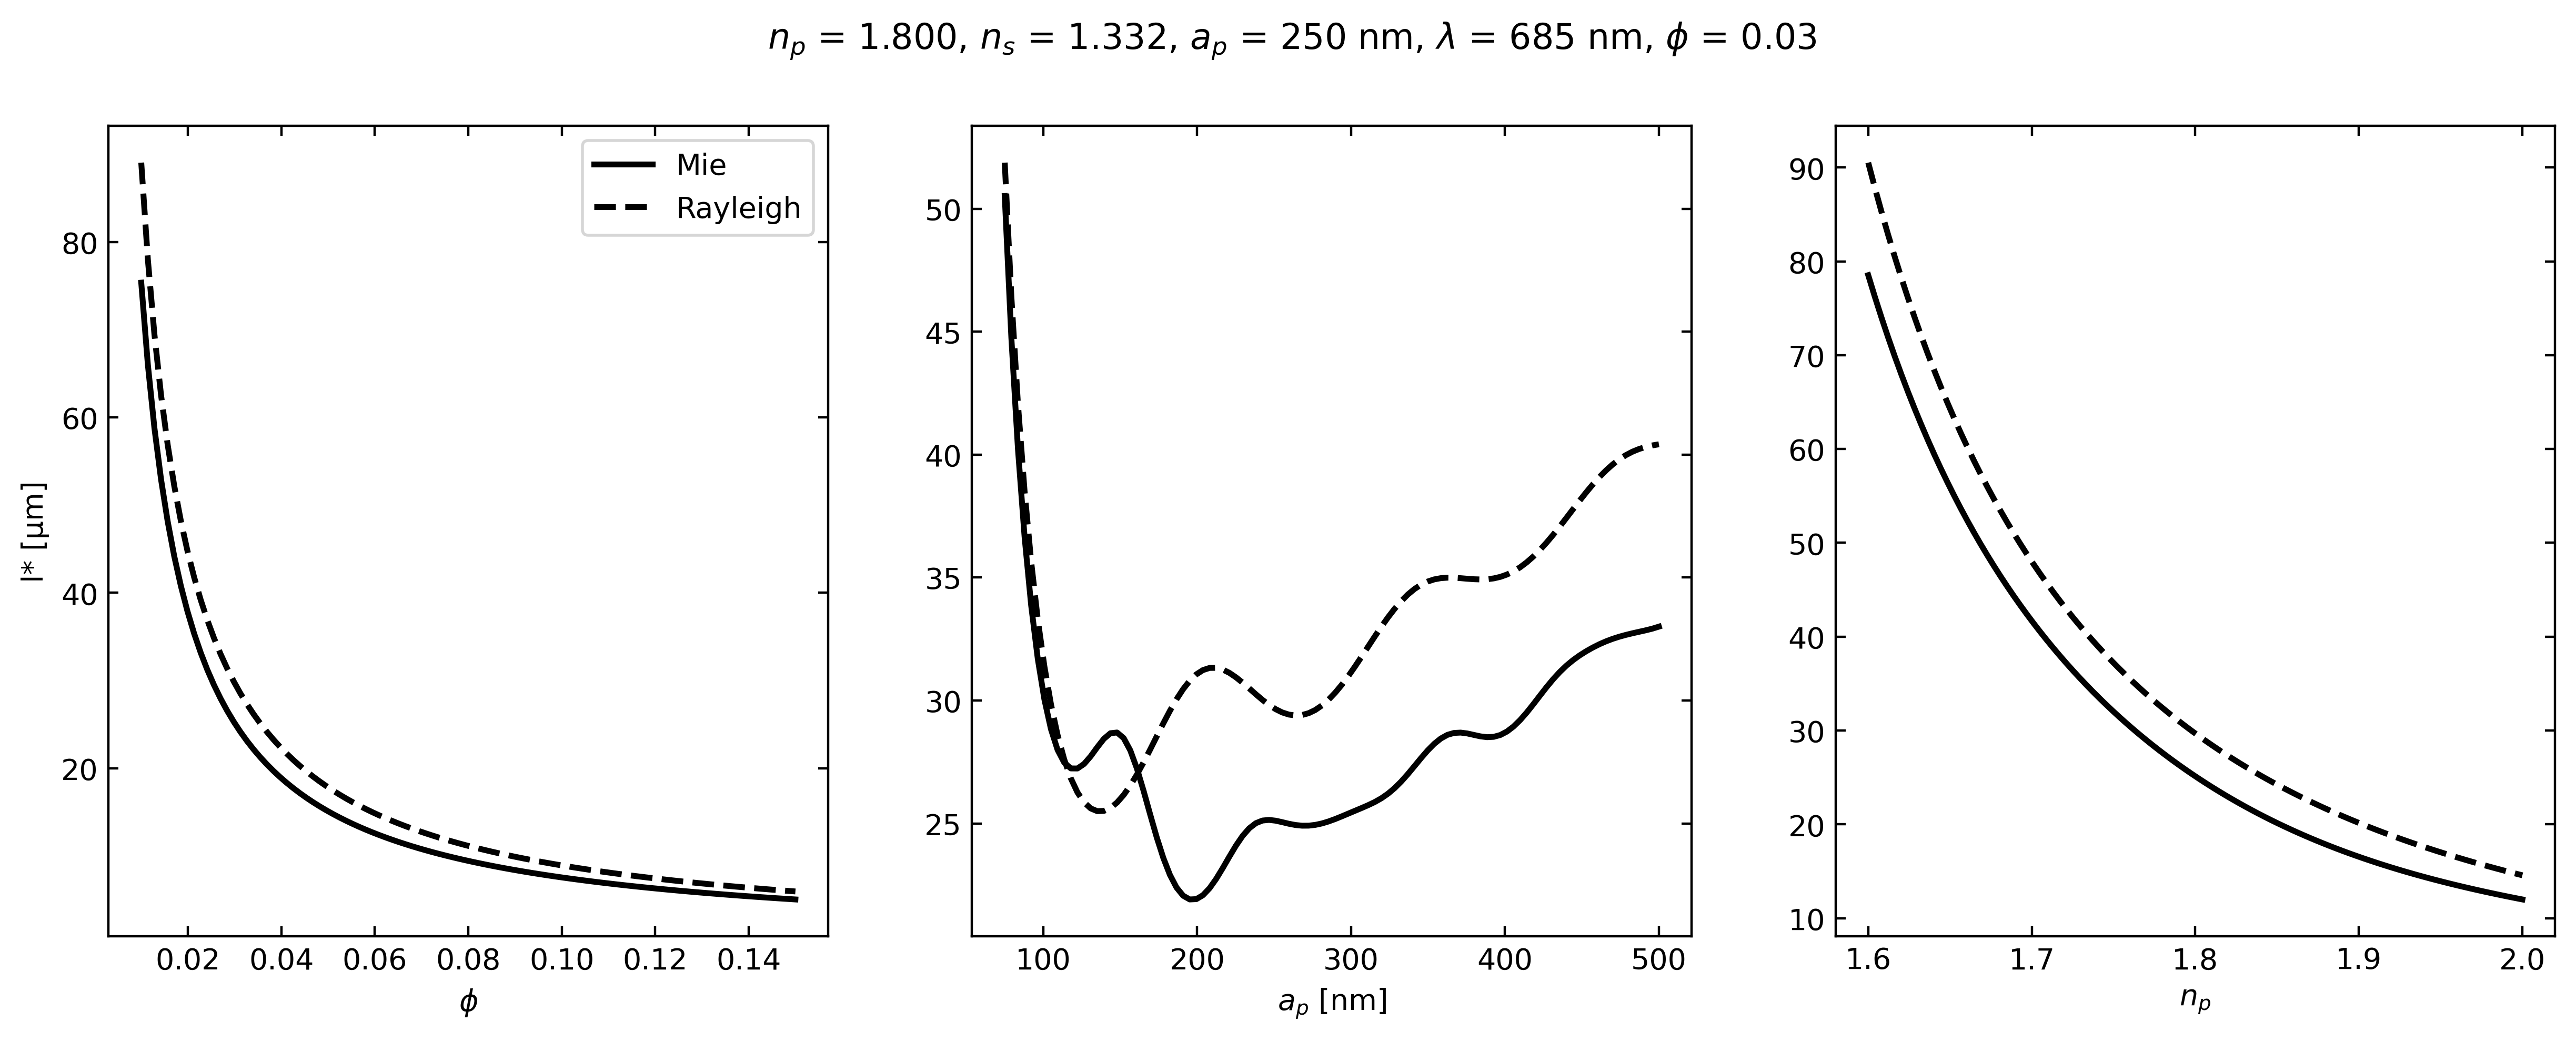 n_p = 1.800, n_s = 1.332, a_p = 250 nm, λ = 685 nm, ϕ = 0.03
Mie
Rayleigh
80
60
40
20
l* [μm]
0.02 0.04 0.06 0.08 0.10 0.12 0.14
ϕ
50
45
40
35
30
25
100 200 300 400 500
a_p [nm]
90
80
70
60
50
40
30
20
10
1.6 1.7 1.8 1.9 2.0
n_p